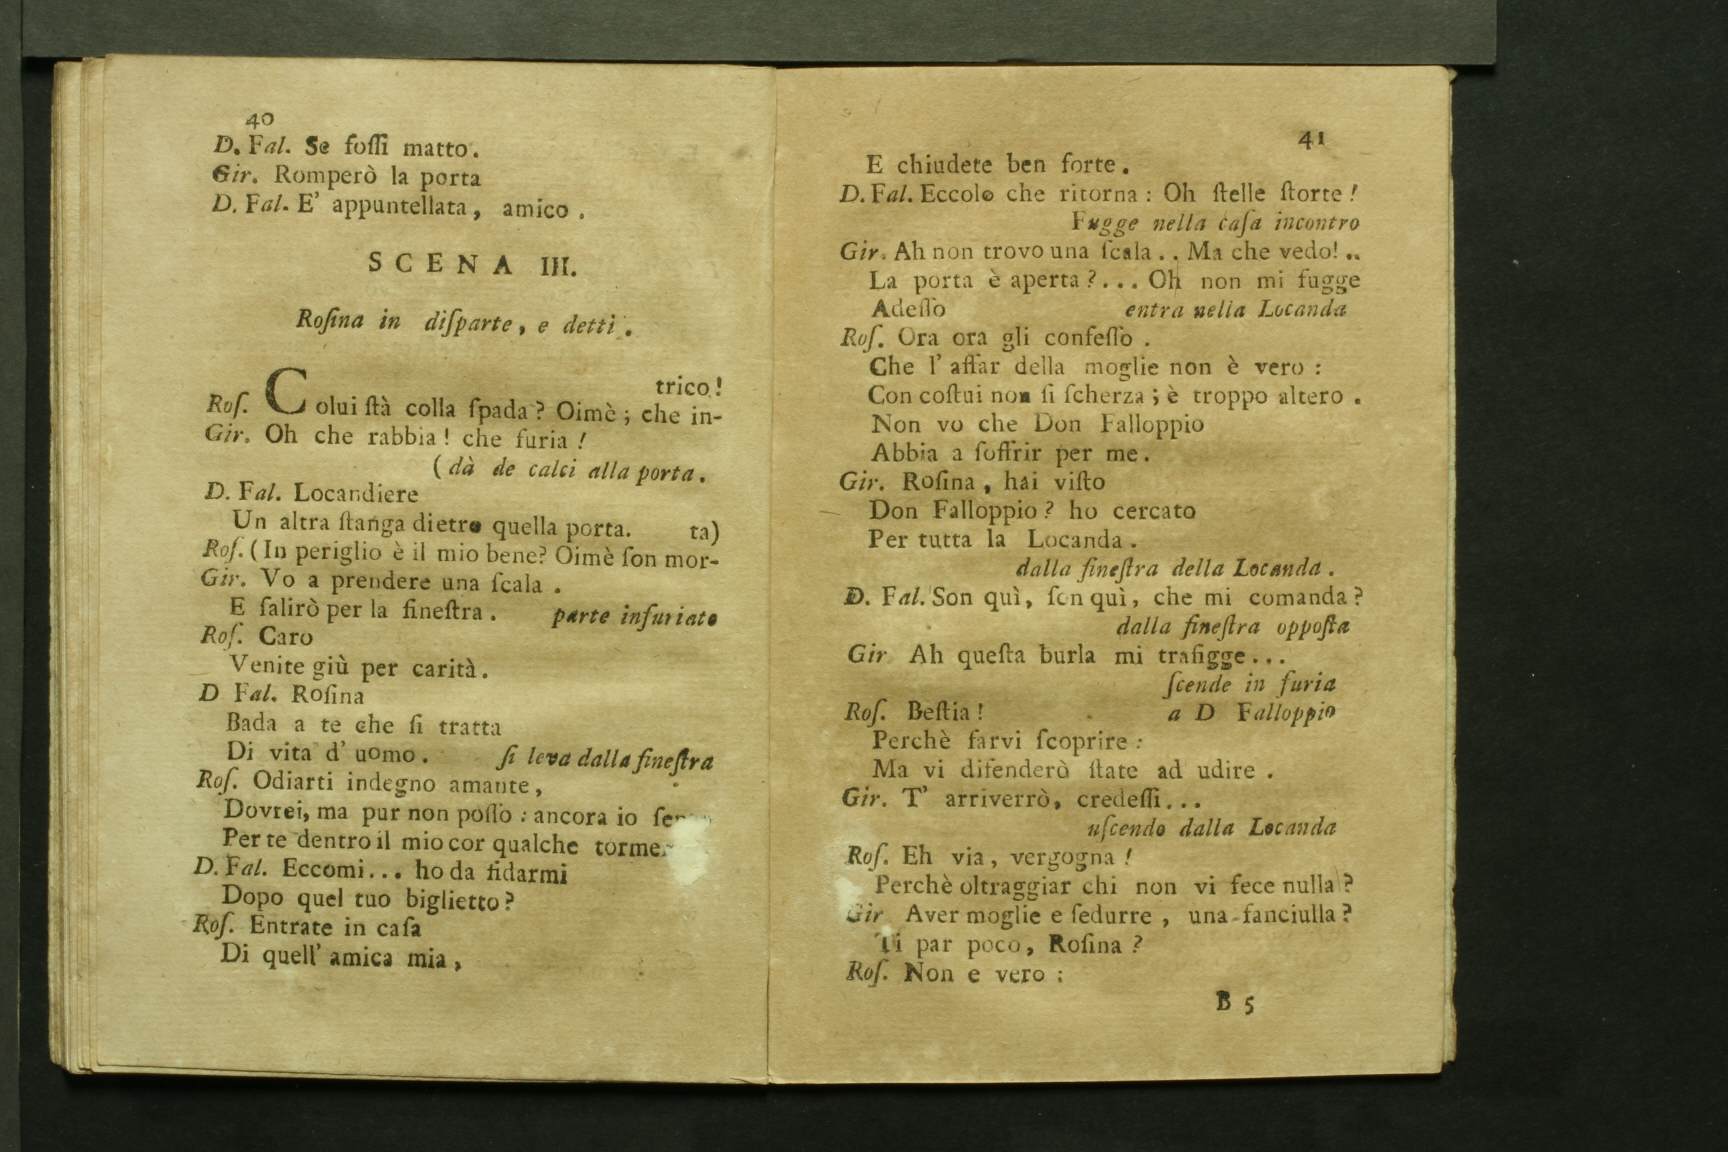 40
D. Fal. Se foſſi matto.
Gir. Romperò la porta
D. Fal. E' appuntellata, amico.
SCENA III.
Roſina in diſparte, e detti.
trico!
Roſ. Colui ſtà colla ſpada? Oimè; che in-
Gir. Oh che rabbia! che furia!
(dà de calci alla porta.
D. Fal. Locandiere
Un altra ſtanga dietro quella porta. ta)
Roſ. (In periglio è il mio bene? Oimè ſon mor-
Gir. Vo a prendere una ſcala.
E ſalirò per la fineſtra. parte infuriato
Roſ. Caro
Venite giù per carità.
D Fal. Roſina
Bada a te che ſi tratta
Di vita d' uomo. ſi leva dalla fineſtra
Roſ. Odiarti indegno amante,
Dovrei, ma pur non poſſo: ancora io
Per te dentro il mio cor qualche
D. Fal. Eccomi... ho da fidarmi
Dopo quel tuo biglietto?
Roſ. Entrate in caſa
Di quell' amica mia,
41
E chiudete ben forte.
D. Fal. Eccolo che ritorna: Oh ſtelle ſtorte!
Fugge nella caſa incontro
Gir. Ah non trovo una ſcala.. Ma che vedo!..
La porta è aperta?... Oh non mi fugge
Adeſſo entra nella Locanda
Roſ. Ora ora gli confeſſo.
Che l' affar della moglie non è vero:
Con coſtui non ſi ſcherza; è troppo altero.
Non vo che Don Falloppio
Abbia a ſoffrir per me.
Gir. Roſina, hai viſto
Don Falloppio? ho cercato
Per tutta la Locanda.
dalla fineſtra della Locanda.
D. Fal. Son quì, ſon quì, che mi comanda?
dalla fineſtra oppoſta
Gir Ah queſta burla mi trafigge...
ſcende in furia
Roſ. Beſtia! a D Falloppio
Perchè farvi ſcoprire:
Ma vi difenderò ſtate ad udire.
Gir. T' arriverrò, credeſſi...
uſcendo dalla Locanda
Roſ. Eh via, vergogna!
Perchè oltraggiar chi non vi fece nulla?
Gir Aver moglie e ſedurre, una fanciulla?
Ti par poco, Roſina?
Roſ. Non e vero:
B 5